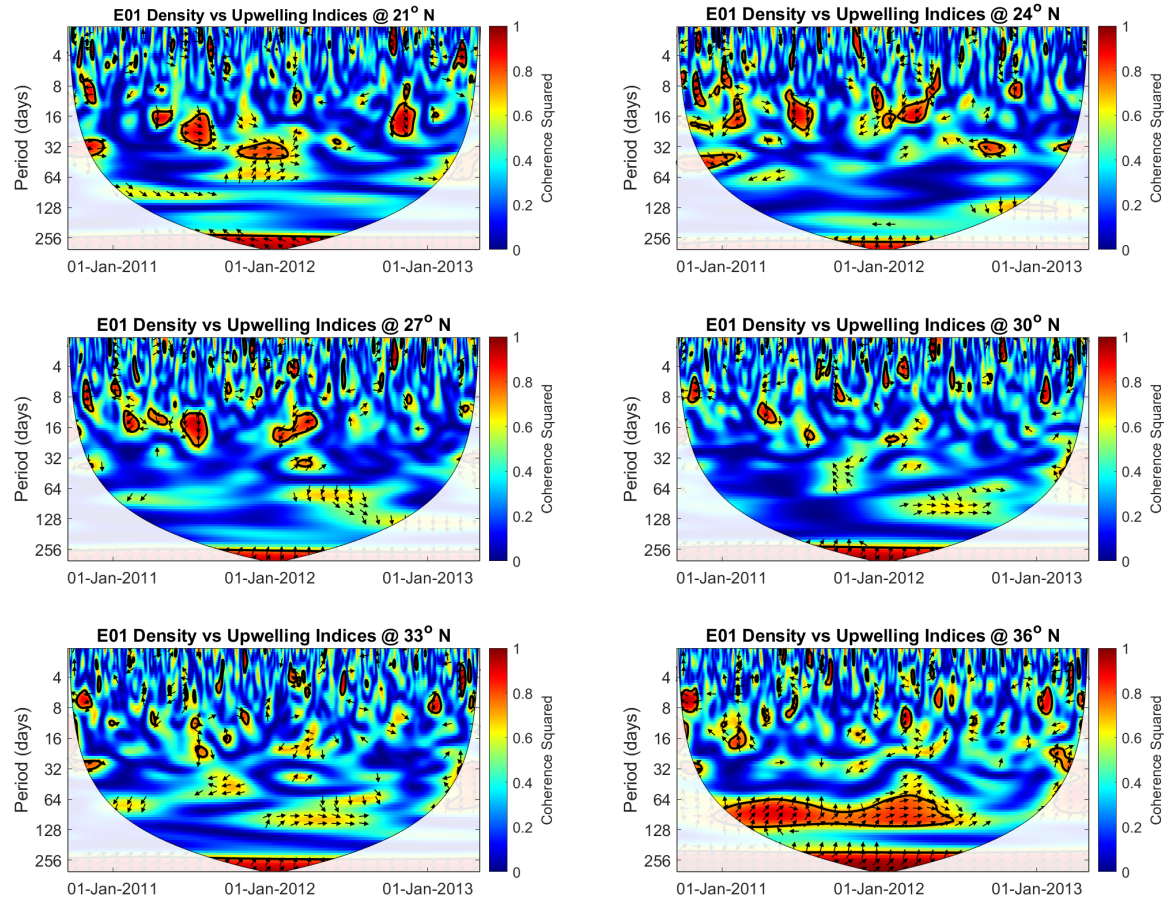 E01 Density vs Upwelling Indices @ 21° N
Period (days)
4
8
16
32
64
128
256
01-Jan-2011
01-Jan-2012
01-Jan-2013
1
0.8
0.6
0.4
0.2
0
Coherence Squared
E01 Density vs Upwelling Indices @ 24° N
Period (days)
4
8
16
32
64
128
256
01-Jan-2011
01-Jan-2012
01-Jan-2013
1
0.8
0.6
0.4
0.2
0
Coherence Squared
E01 Density vs Upwelling Indices @ 27° N
Period (days)
4
8
16
32
64
128
256
01-Jan-2011
01-Jan-2012
01-Jan-2013
1
0.8
0.6
0.4
0.2
0
Coherence Squared
E01 Density vs Upwelling Indices @ 30° N
Period (days)
4
8
16
32
64
128
256
01-Jan-2011
01-Jan-2012
01-Jan-2013
1
0.8
0.6
0.4
0.2
0
Coherence Squared
E01 Density vs Upwelling Indices @ 33° N
Period (days)
4
8
16
32
64
128
256
01-Jan-2011
01-Jan-2012
01-Jan-2013
1
0.8
0.6
0.4
0.2
0
Coherence Squared
E01 Density vs Upwelling Indices @ 36° N
Period (days)
4
8
16
32
64
128
256
01-Jan-2011
01-Jan-2012
01-Jan-2013
1
0.8
0.6
0.4
0.2
0
Coherence Squared